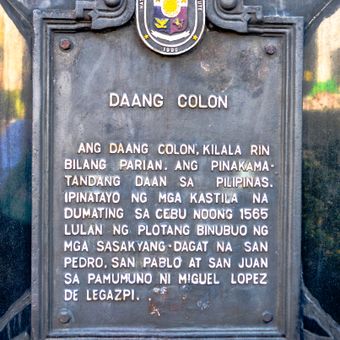 1995
DAANG COLON
ANG DAANG COLON, KILALA RIN
BILANG PARIAN, ANG PINAKAMA-
TANDANG DAAN SA PILIPINAS.
IPINATAYO NG MGA KASTILA NA
DUMATING SA CEBU NOONG 1565
LULAN NG PLOTANG BINUBUO NG
MGA SASAKYANG-DAGAT NA SAN
PEDRO, SAN PABLO AT SAN JUAN
SA PAMUMUNO NI MIGUEL LOPEZ
DE LEGAZPI.